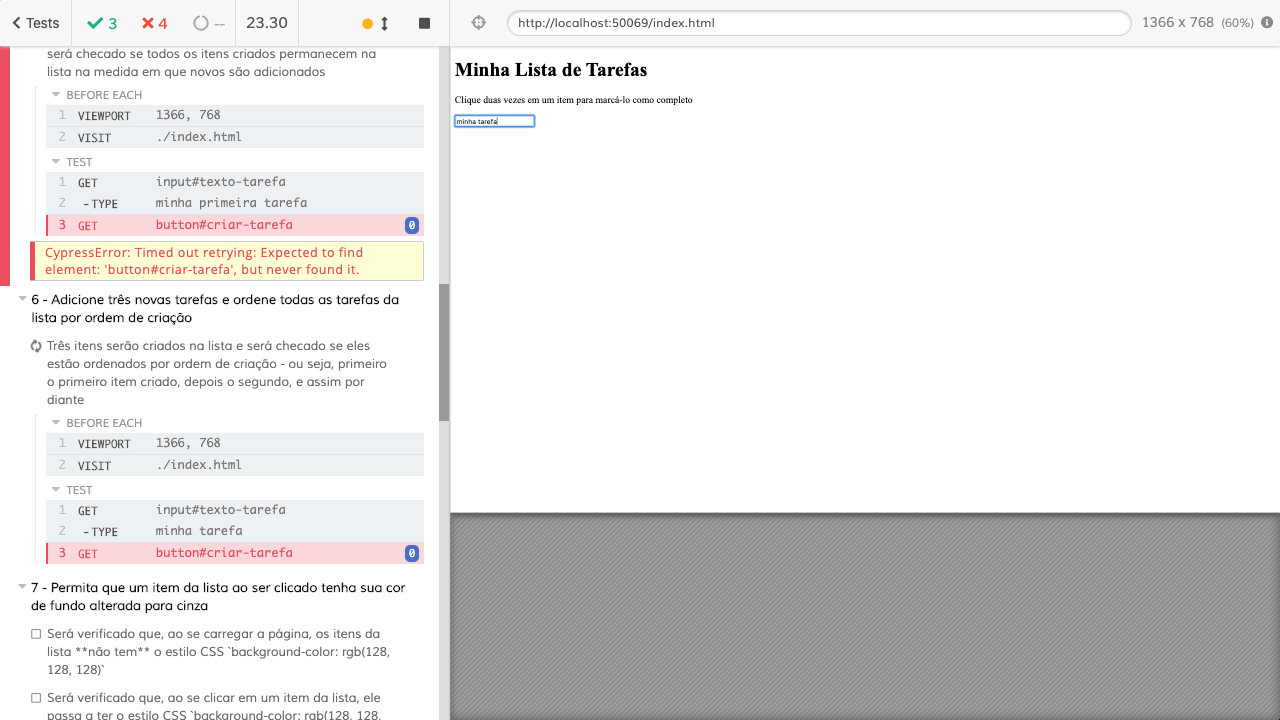 Tests
3
4
--
23.30
http://localhost:50069/index.html
1366 x 768 (60%)
será checado se todos os itens criados permanecem na
lista na medida em que novos são adicionados
BEFORE EACH
1 VIEWPORT 1366, 768
2 VISIT ./index.html
TEST
1 GET input#texto-tarefa
2 -TYPE minha primeira tarefa
3 GET button#criar-tarefa 0
CypressError: Timed out retrying: Expected to find
element: 'button#criar-tarefa', but never found it.
6 - Adicione três novas tarefas e ordene todas as tarefas da
lista por ordem de criação
Três itens serão criados na lista e será checado se eles
estão ordenados por ordem de criação - ou seja, primeiro
o primeiro item criado, depois o segundo, e assim por
diante
BEFORE EACH
1 VIEWPORT 1366, 768
2 VISIT ./index.html
TEST
1 GET input#texto-tarefa
2 -TYPE minha tarefa
3 GET button#criar-tarefa 0
7 - Permita que um item da lista ao ser clicado tenha sua cor
de fundo alterada para cinza
Será verificado que, ao se carregar a página, os itens da
lista **não tem** o estilo CSS `background-color: rgb(128,
128, 128)`
Será verificado que, ao se clicar em um item da lista, ele
passa a ter o estilo CSS `background-color: rgb(128, 128,
Minha Lista de Tarefas
Clique duas vezes em um item para marcá-lo como completo
minha tarefa